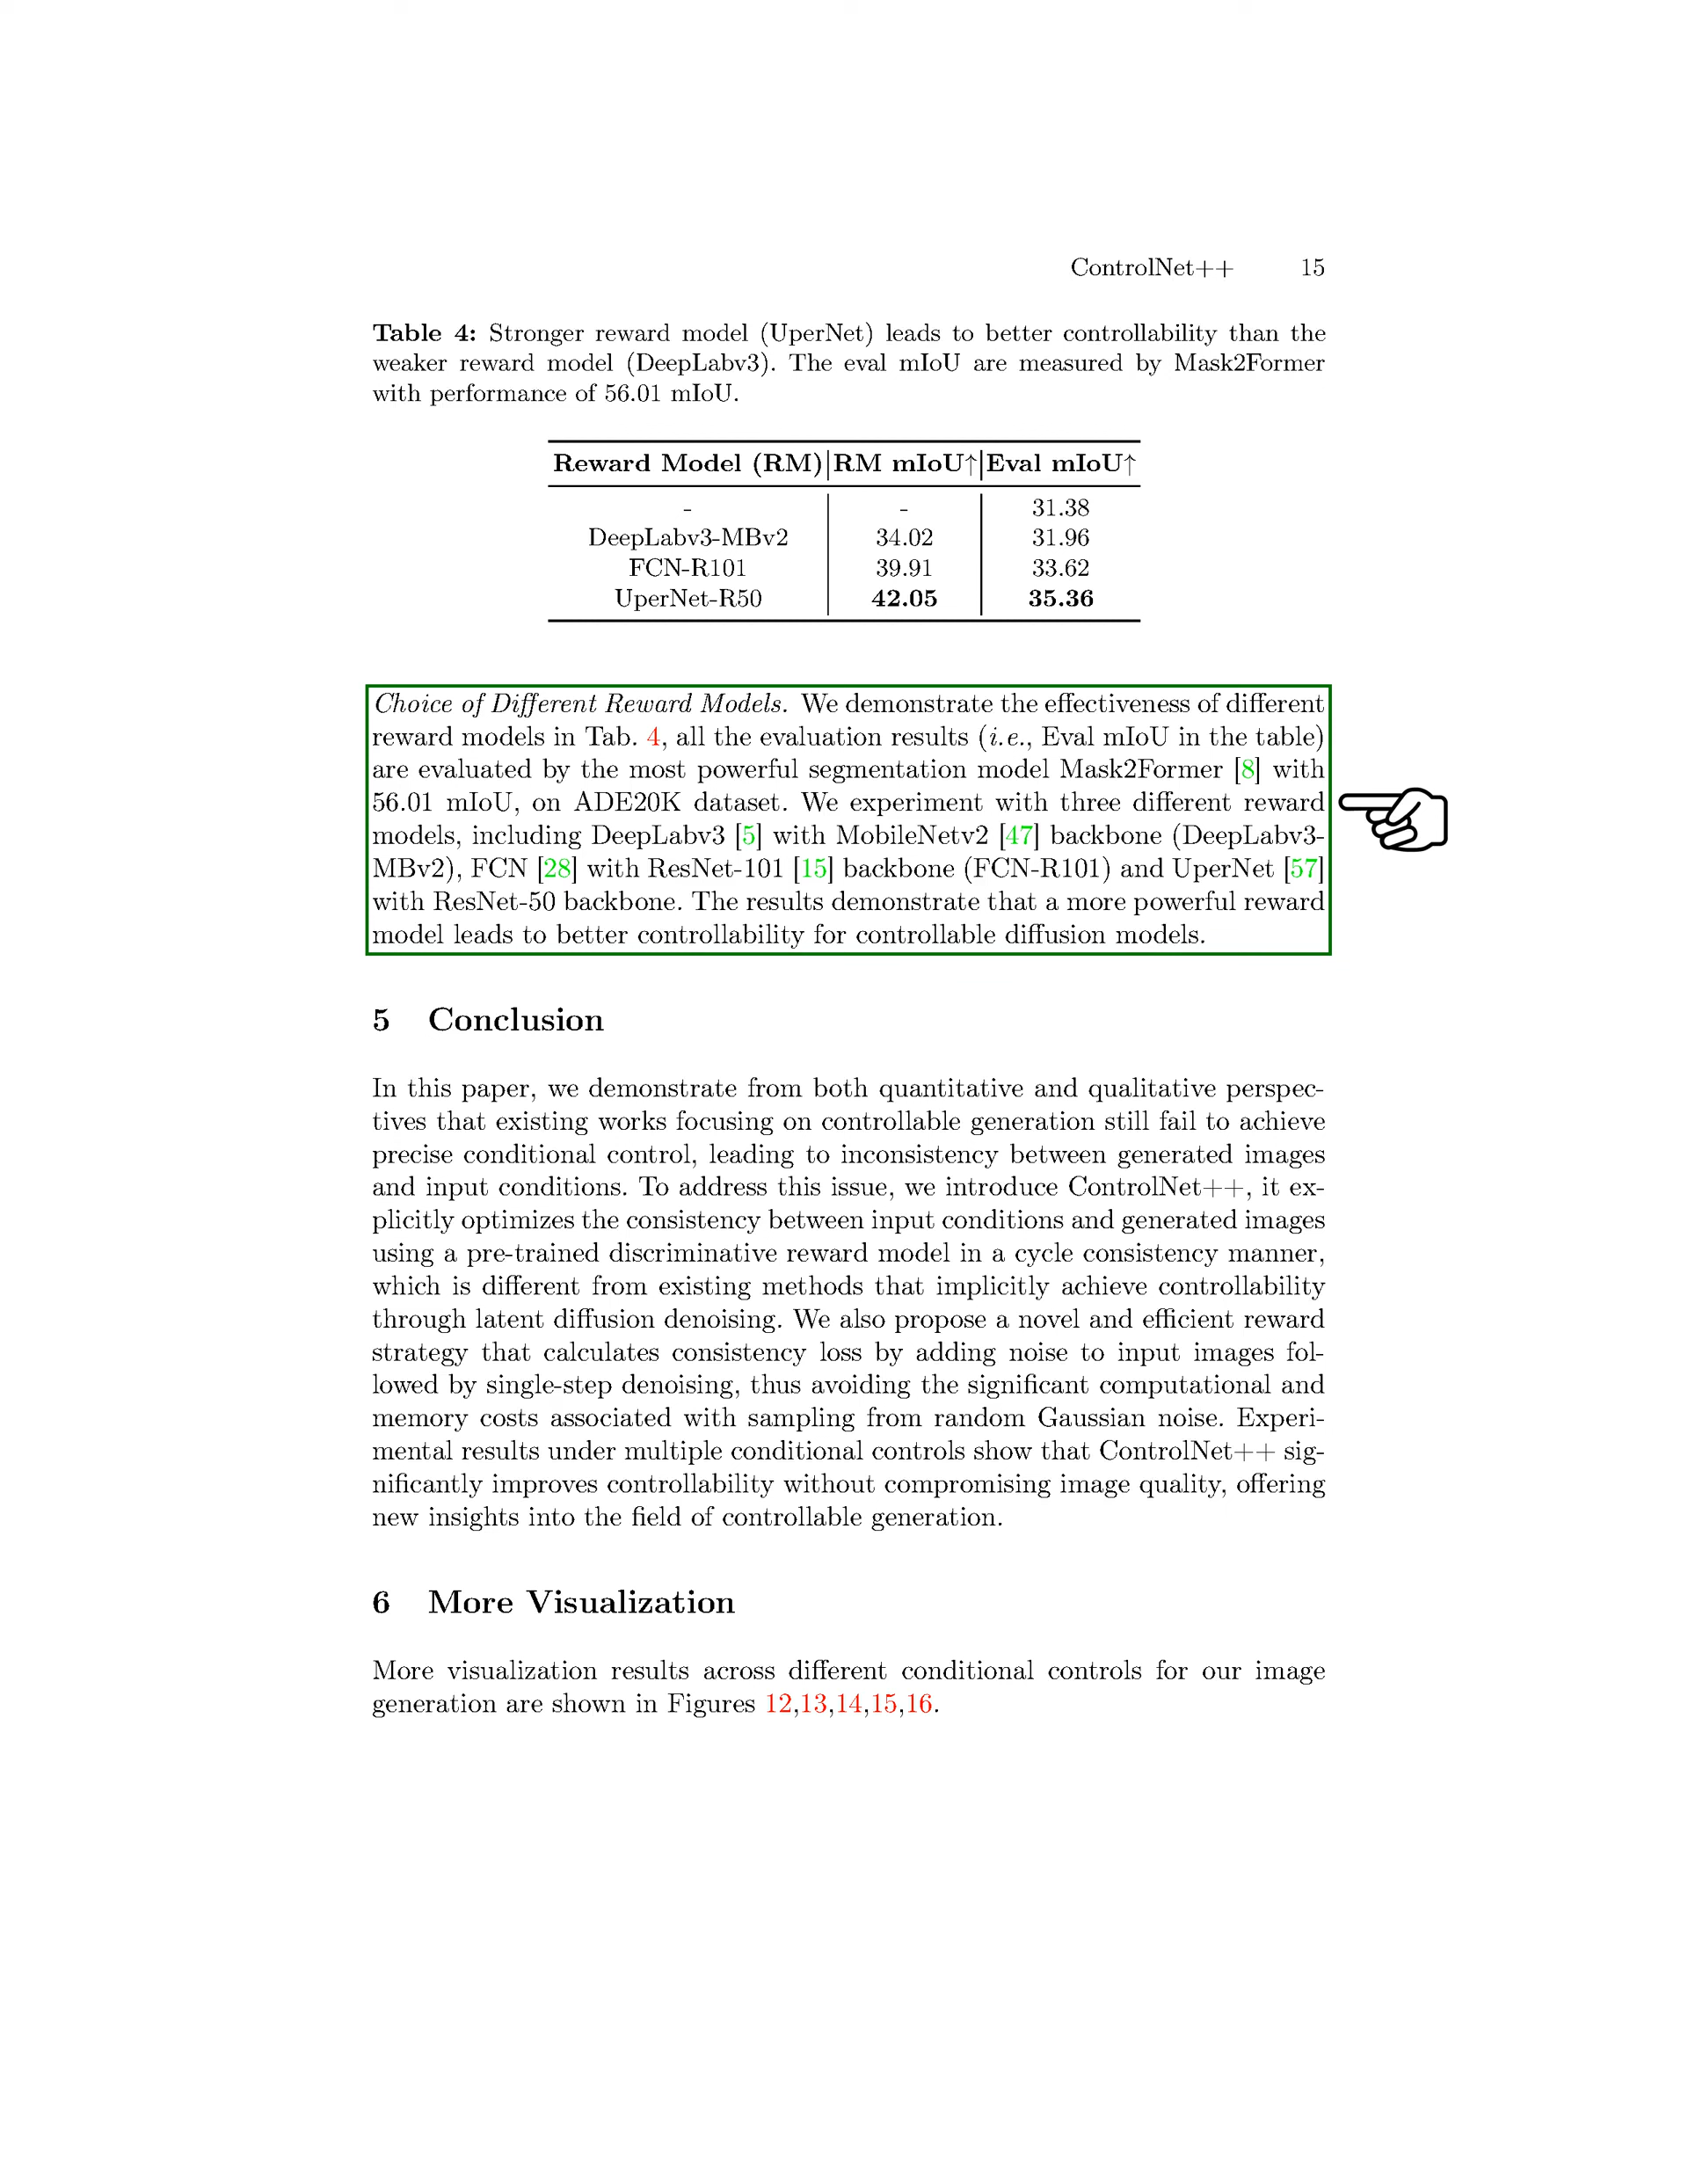 ControlNet++ 15
Table 4: Stronger reward model (UperNet) leads to better controllability than the
weaker reward model (DeepLabv3). The eval mIoU are measured by Mask2Former
with performance of 56.01 mIoU.
Reward Model (RM) RM mIoU↑ Eval mIoU↑
- - 31.38
DeepLabv3-MBv2 34.02 31.96
FCN-R101 39.91 33.62
UperNet-R50 42.05 35.36
Choice of Different Reward Models. We demonstrate the effectiveness of different
reward models in Tab. 4, all the evaluation results (i.e., Eval mIoU in the table)
are evaluated by the most powerful segmentation model Mask2Former [8] with
56.01 mIoU, on ADE20K dataset. We experiment with three different reward
models, including DeepLabv3 [5] with MobileNetv2 [47] backbone (DeepLabv3-
MBv2), FCN [28] with ResNet-101 [15] backbone (FCN-R101) and UperNet [57]
with ResNet-50 backbone. The results demonstrate that a more powerful reward
model leads to better controllability for controllable diffusion models.
5 Conclusion
In this paper, we demonstrate from both quantitative and qualitative perspec-
tives that existing works focusing on controllable generation still fail to achieve
precise conditional control, leading to inconsistency between generated images
and input conditions. To address this issue, we introduce ControlNet++, it ex-
plicitly optimizes the consistency between input conditions and generated images
using a pre-trained discriminative reward model in a cycle consistency manner,
which is different from existing methods that implicitly achieve controllability
through latent diffusion denoising. We also propose a novel and efficient reward
strategy that calculates consistency loss by adding noise to input images fol-
lowed by single-step denoising, thus avoiding the significant computational and
memory costs associated with sampling from random Gaussian noise. Experi-
mental results under multiple conditional controls show that ControlNet++ sig-
nificantly improves controllability without compromising image quality, offering
new insights into the field of controllable generation.
6 More Visualization
More visualization results across different conditional controls for our image
generation are shown in Figures 12,13,14,15,16.